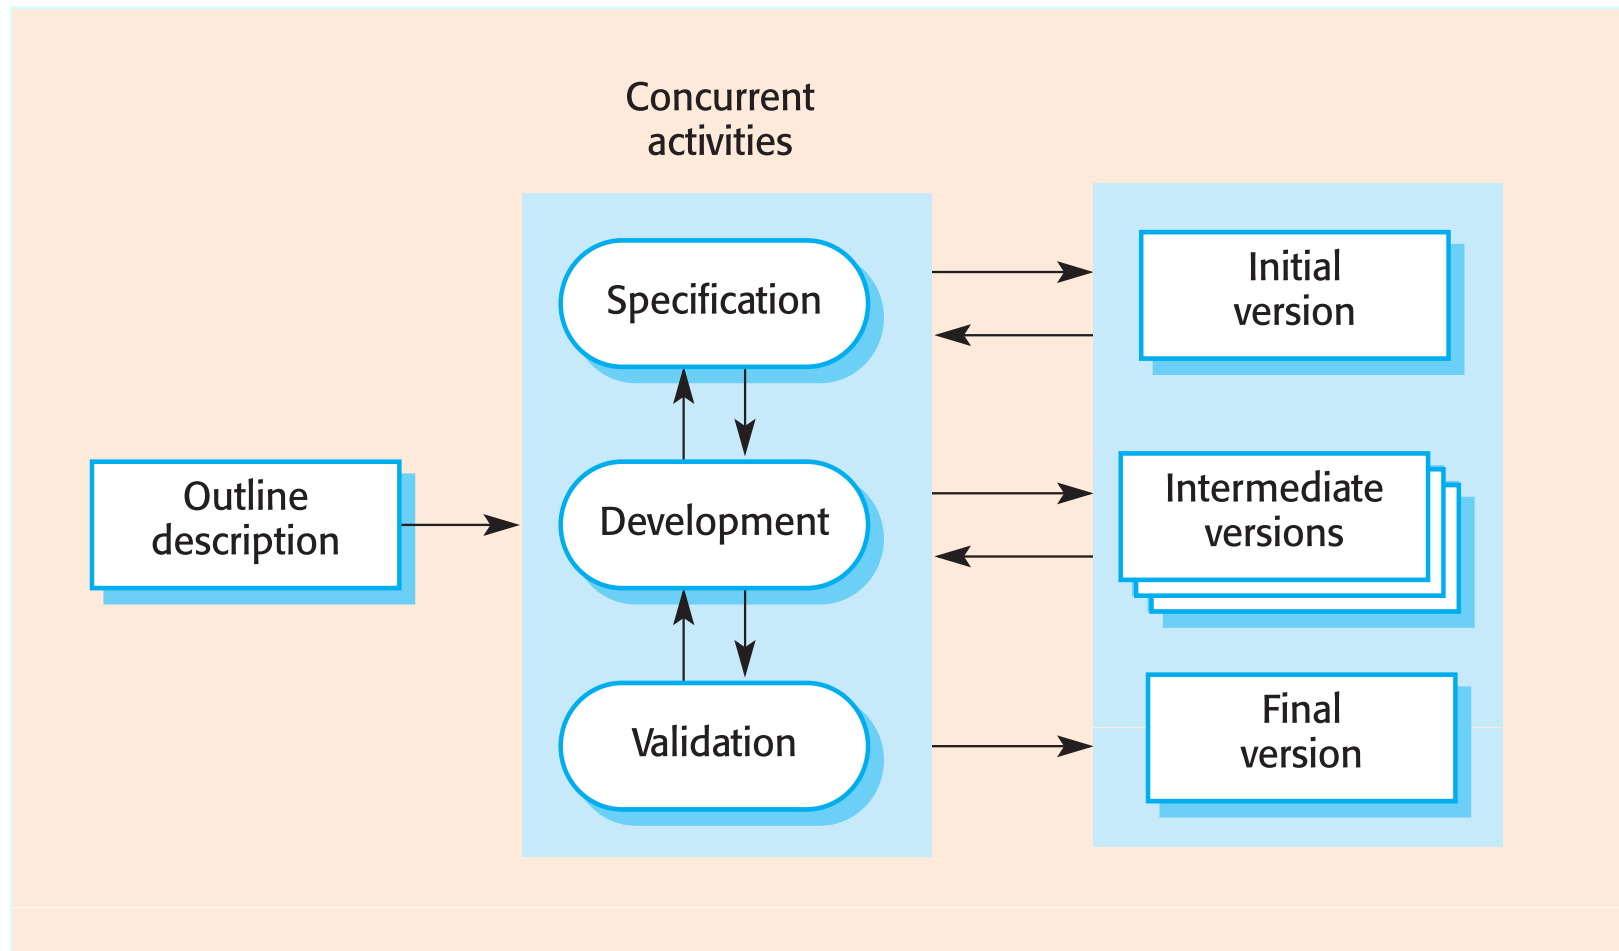 Concurrent
activities
Outline
description
Specification
Development
Validation
Initial
version
Intermediate
versions
Final
version